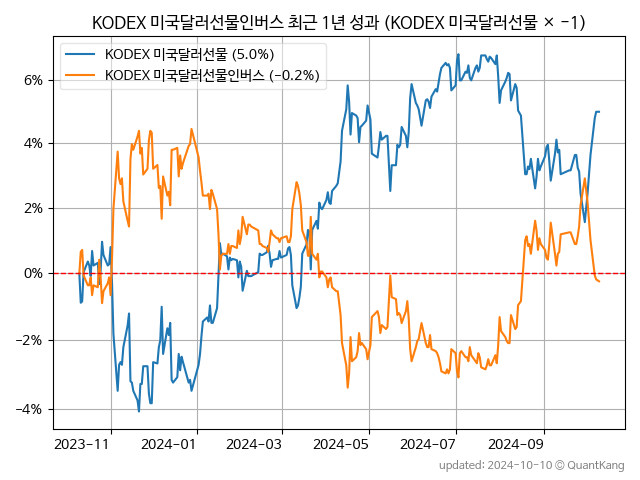 KODEX 미국달러선물인버스 최근 1년 성과 (KODEX 미국달러선물 × −1)
KODEX 미국달러선물 (5.0%)
KODEX 미국달러선물인버스 (−0.2%)
6%
4%
2%
0%
−2%
−4%
2023-11 2024-01 2024-03 2024-05 2024-07 2024-09
updated: 2024-10-10 © QuantKang